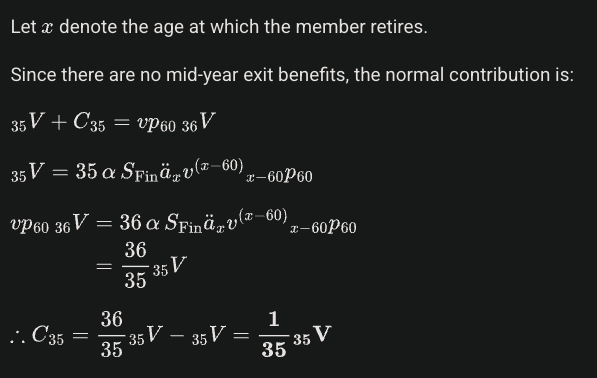 Let x denote the age at which the member retires.
Since there are no mid-year exit benefits, the normal contribution is:
₃₅V + C₃₅ = vp₆₀ ₃₆V
₃₅V = 35 α S_Fin ä_x v^(x−60) ₓ₋₆₀p₆₀
vp₆₀ ₃₆V = 36 α S_Fin ä_x v^(x−60) ₓ₋₆₀p₆₀
= 36/35 ₃₅V
∴ C₃₅ = 36/35 ₃₅V − ₃₅V = 1/35 ₃₅V